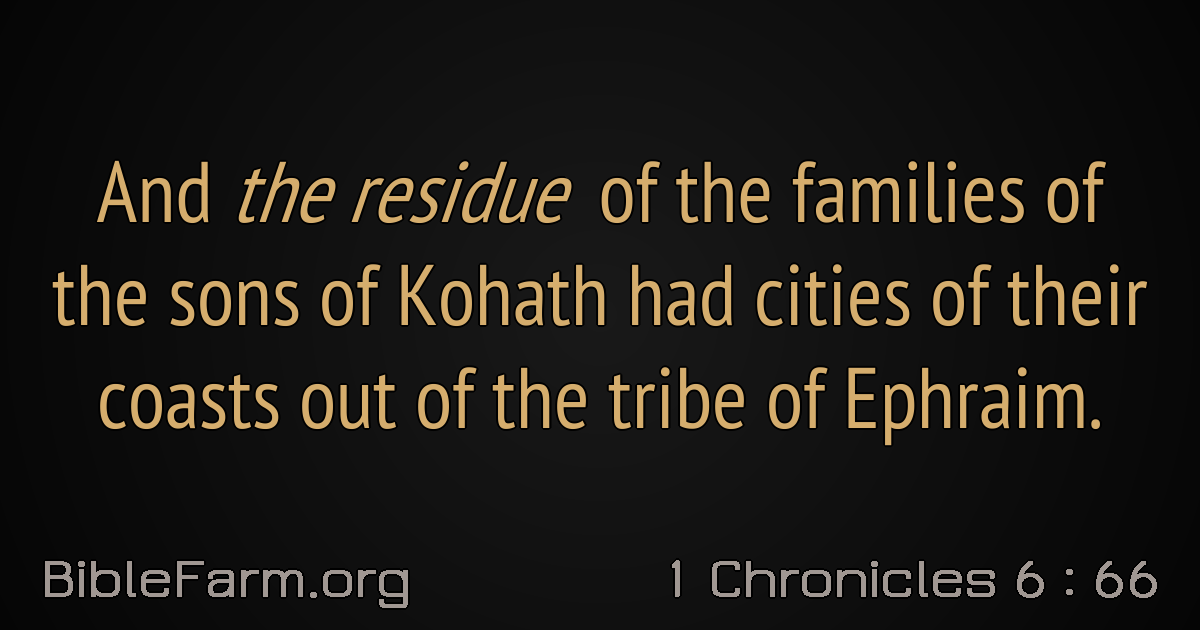 And the residue of the families of
the sons of Kohath had cities of their
coasts out of the tribe of Ephraim.
BibleFarm.org
1 Chronicles 6 : 66